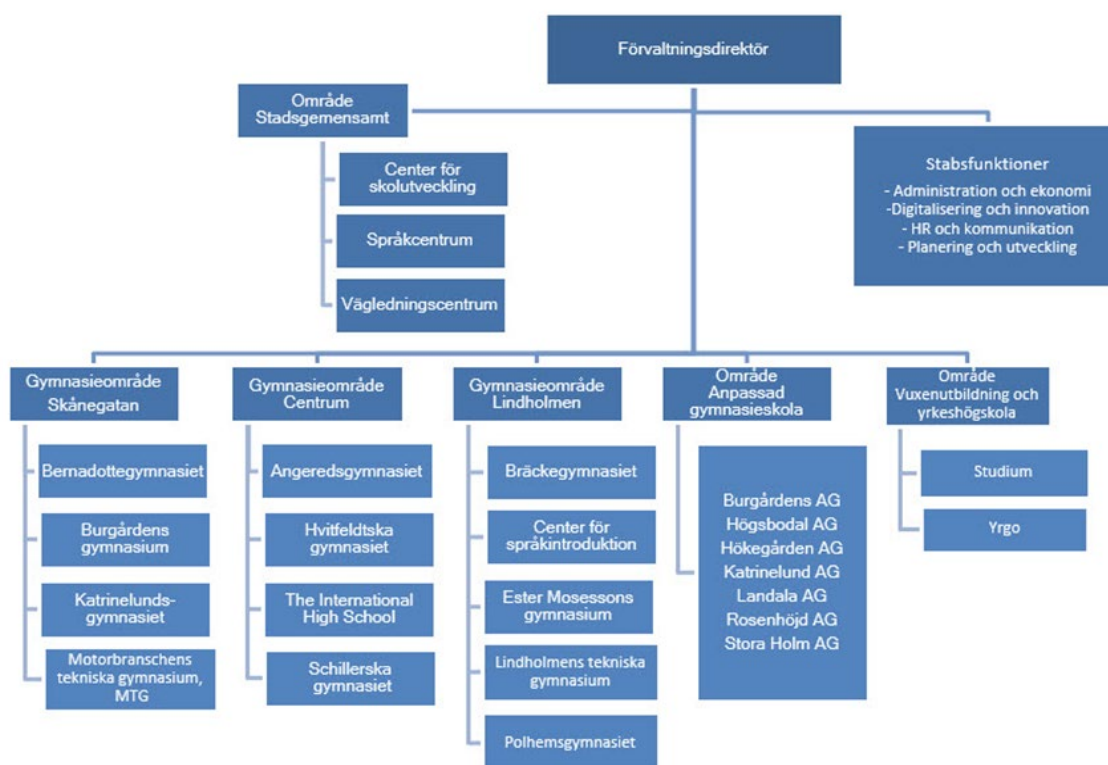 Förvaltningsdirektör
Område
Stadsgemensamt
Center för
skolutveckling
Språkcentrum
Vägledningscentrum
Stabsfunktioner
- Administration och ekonomi
-Digitalisering och innovation
- HR och kommunikation
- Planering och utveckling
Gymnasieområde
Skånegatan
Bernadottegymnasiet
Burgårdens
gymnasium
Katrinelunds-
gymnasiet
Motorbranschens
tekniska gymnasium,
MTG
Gymnasieområde
Centrum
Angeredsgymnasiet
Hvitfeldtska
gymnasiet
The International
High School
Schillerska
gymnasiet
Gymnasieområde
Lindholmen
Bräckegymnasiet
Center för
språkintroduktion
Ester Mosessons
gymnasium
Lindholmens tekniska
gymnasium
Polhemsgymnasiet
Område
Anpassad
gymnasieskola
Burgårdens AG
Högsbodal AG
Hökegården AG
Katrinelund AG
Landala AG
Rosenhöjd AG
Stora Holm AG
Område
Vuxenutbildning och
yrkeshögskola
Studium
Yrgo